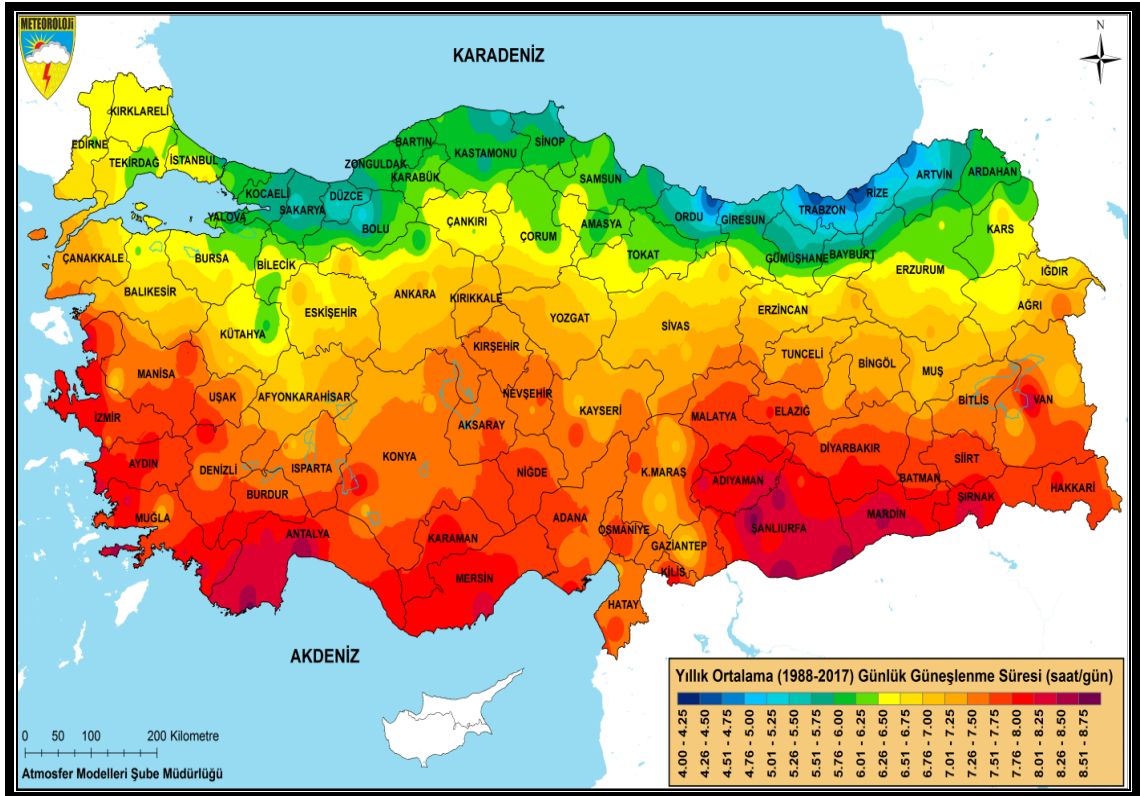 METEOROLOJİ
KARADENİZ
N
KIRKLARELİ
EDİRNE
TEKİRDAĞ
İSTANBUL
KOCAELİ
YALOVA
SAKARYA
DÜZCE
BOLU
ZONGULDAK
BARTIN
KARABÜK
KASTAMONU
SİNOP
SAMSUN
ÇANKIRI
ÇORUM
AMASYA
TOKAT
ORDU
GİRESUN
TRABZON
RİZE
ARTVİN
ARDAHAN
KARS
GÜMÜŞHANE
BAYBURT
ERZURUM
IĞDIR
AĞRI
ÇANAKKALE
BURSA
BİLECİK
BALIKESİR
KÜTAHYA
ESKİŞEHİR
ANKARA
KIRIKKALE
YOZGAT
SİVAS
ERZİNCAN
KIRŞEHİR
TUNCELİ
BİNGÖL
MUŞ
MANİSA
UŞAK
AFYONKARAHİSAR
NEVŞEHİR
KAYSERİ
MALATYA
ELAZIĞ
BİTLİS
VAN
İZMİR
AKSARAY
AYDIN
DENİZLİ
ISPARTA
KONYA
NİĞDE
K.MARAŞ
ADIYAMAN
DİYARBAKIR
SİİRT
BATMAN
ŞIRNAK
HAKKARİ
BURDUR
MUĞLA
ANTALYA
KARAMAN
MERSİN
ADANA
OSMANİYE
GAZİANTEP
KİLİS
HATAY
ŞANLIURFA
MARDİN
AKDENİZ
Yıllık Ortalama (1988-2017) Günlük Güneşlenme Süresi (saat/gün)
4.00 - 4.25
4.26 - 4.50
4.51 - 4.75
4.76 - 5.00
5.01 - 5.25
5.26 - 5.50
5.51 - 5.75
5.76 - 6.00
6.01 - 6.25
6.26 - 6.50
6.51 - 6.75
6.76 - 7.00
7.01 - 7.25
7.26 - 7.50
7.51 - 7.75
7.76 - 8.00
8.01 - 8.25
8.26 - 8.50
8.51 - 8.75
0 50 100 200 Kilometre
Atmosfer Modelleri Şube Müdürlüğü